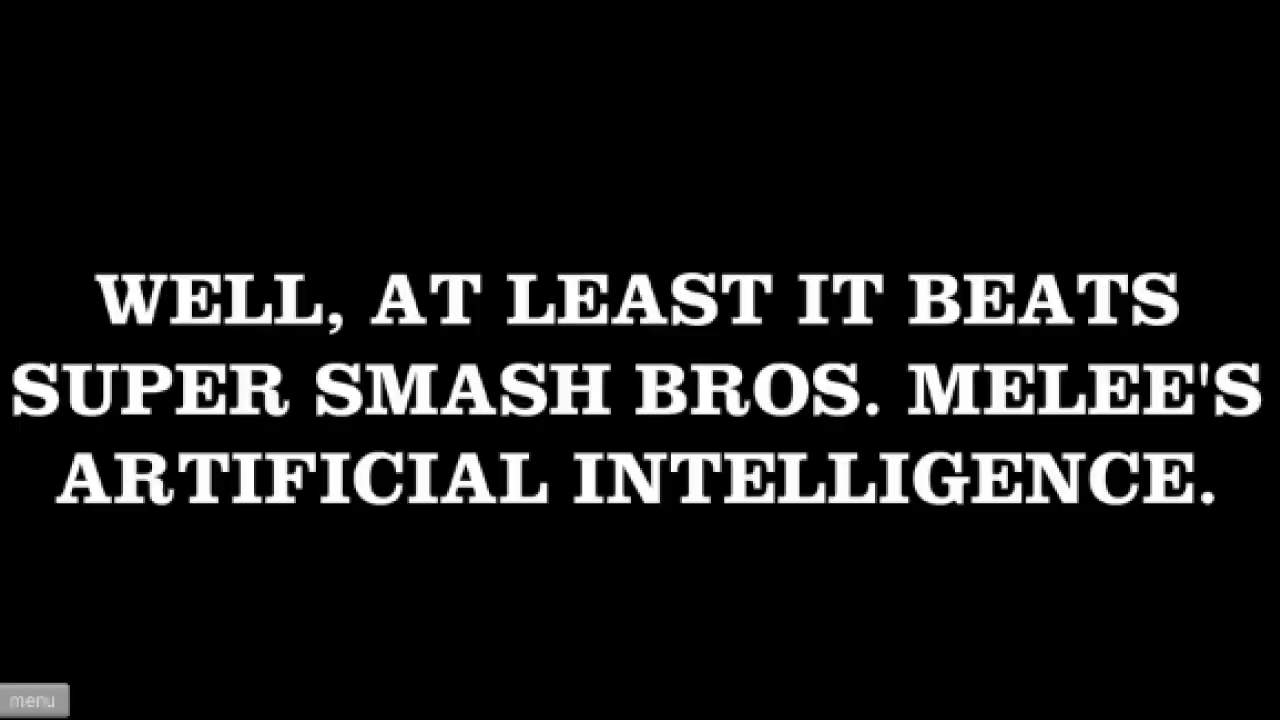 WELL, AT LEAST IT BEATS
SUPER SMASH BROS. MELEE'S
ARTIFICIAL INTELLIGENCE.
menu